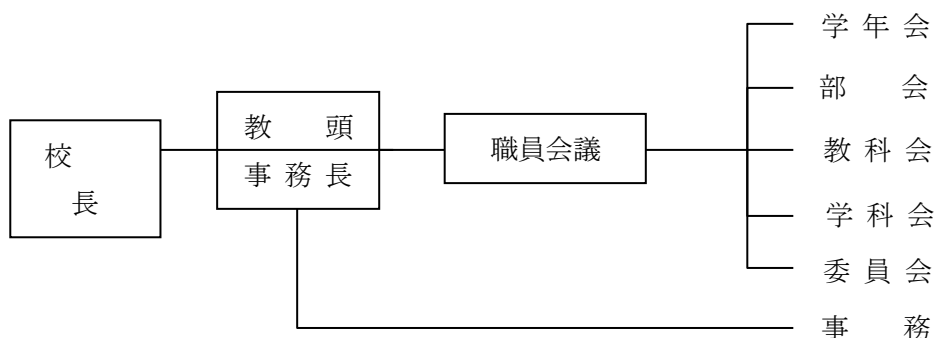 校
長
教　　頭
事 務 長
職員会議
学 年 会
部　　会
教 科 会
学 科 会
委 員 会
事　　務